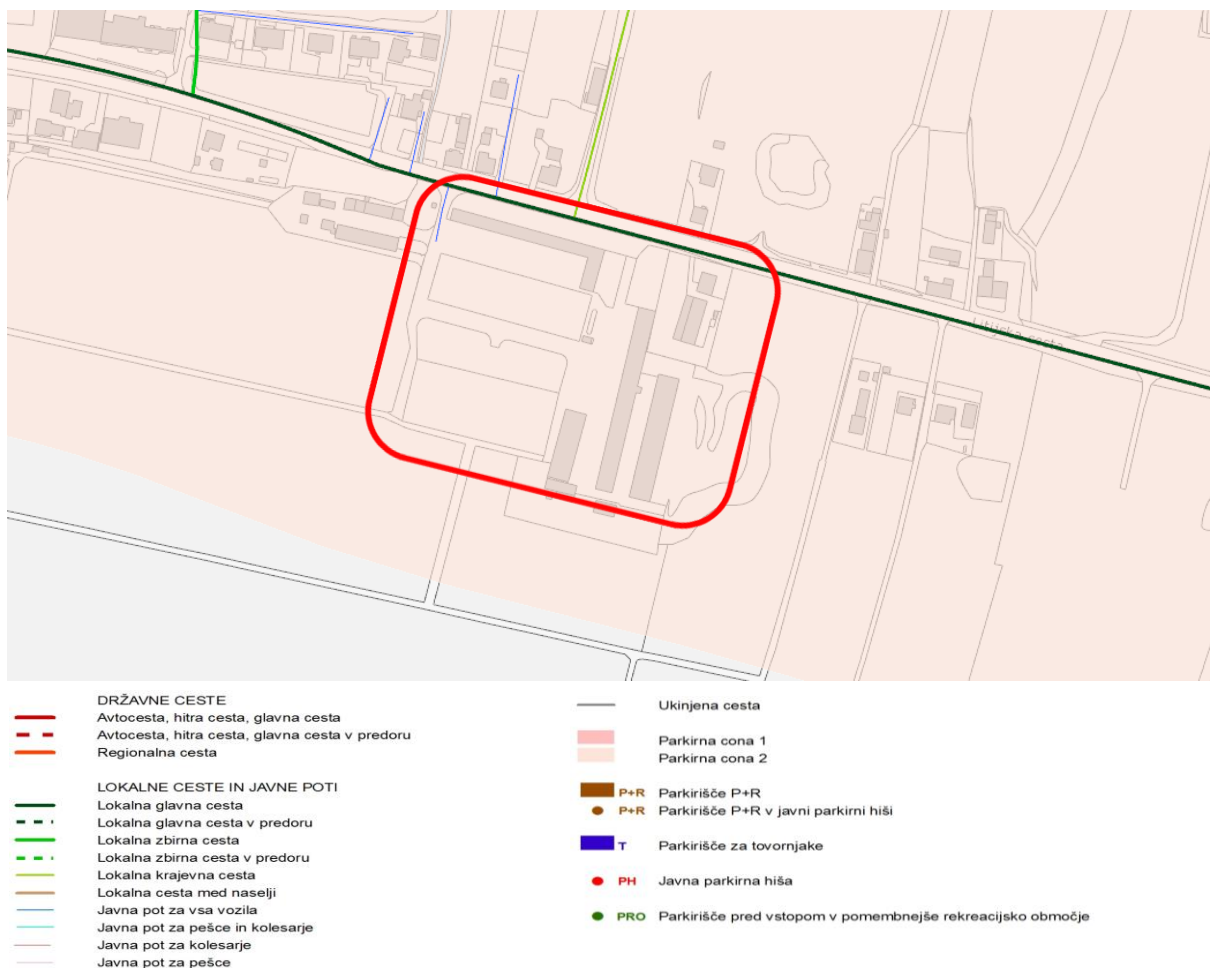 Litijska cesta
DRŽAVNE CESTE
Avtocesta, hitra cesta, glavna cesta
Avtocesta, hitra cesta, glavna cesta v predoru
Regionalna cesta
LOKALNE CESTE IN JAVNE POTI
Lokalna glavna cesta
Lokalna glavna cesta v predoru
Lokalna zbirna cesta
Lokalna zbirna cesta v predoru
Lokalna krajevna cesta
Lokalna cesta med naselji
Javna pot za vsa vozila
Javna pot za pešce in kolesarje
Javna pot za kolesarje
Javna pot za pešce
Ukinjena cesta
Parkirna cona 1
Parkirna cona 2
P+R Parkirišče P+R
P+R Parkirišče P+R v javni parkirni hiši
T Parkirišče za tovornjake
PH Javna parkirna hiša
PRO Parkirišče pred vstopom v pomembnejše rekreacijsko območje